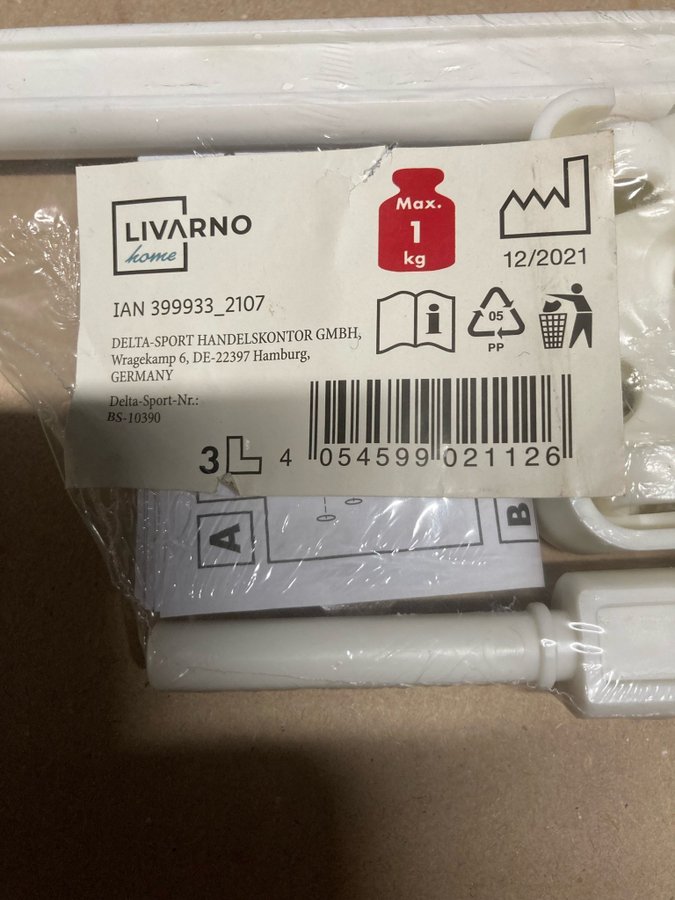 LIVARNO
home
Max.
1
kg
12/2021
IAN 399933_2107
DELTA-SPORT HANDELSKONTOR GMBH,
Wragekamp 6, DE-22397 Hamburg,
GERMANY
Delta-Sport-Nr.:
BS-10390
i
05
PP
3
4 054599 021126
A
B